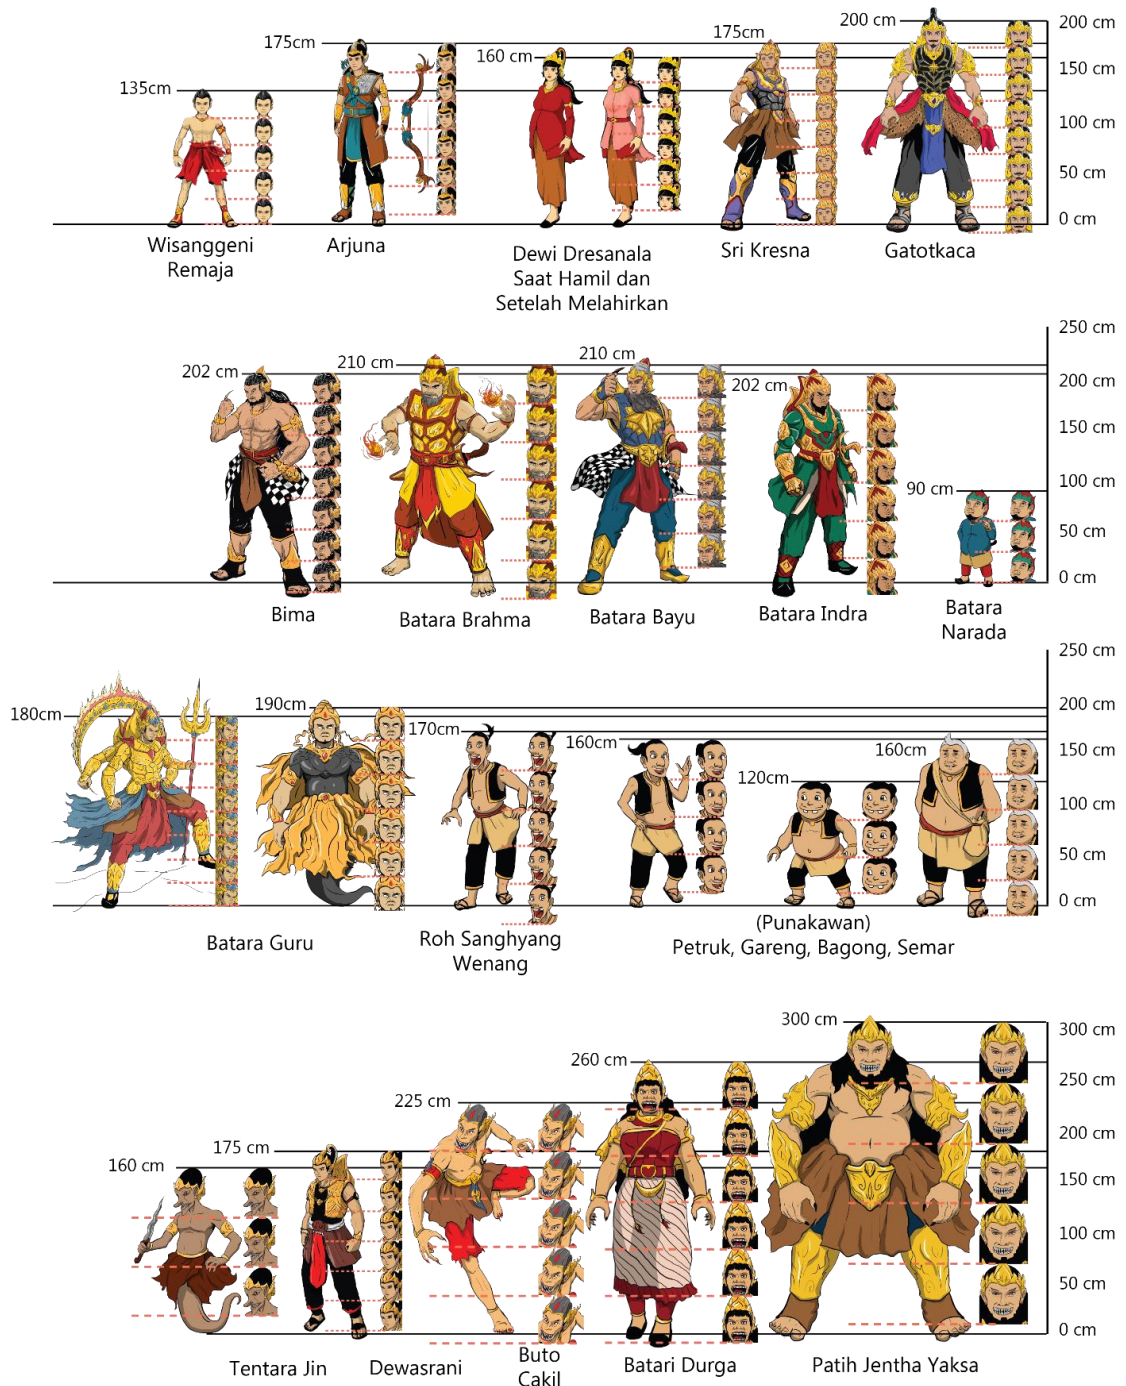 200 cm
175cm
175cm
160 cm
135cm
200 cm
150 cm
100 cm
50 cm
0 cm
Wisanggeni
Remaja
Arjuna
Dewi Dresanala
Saat Hamil dan
Setelah Melahirkan
Sri Kresna
Gatotkaca
202 cm
210 cm
210 cm
202 cm
90 cm
250 cm
200 cm
150 cm
100 cm
50 cm
0 cm
Bima
Batara Brahma
Batara Bayu
Batara Indra
Batara
Narada
180cm
190cm
170cm
160cm
120cm
160cm
250 cm
200 cm
150 cm
100 cm
50 cm
0 cm
Batara Guru
Roh Sanghyang
Wenang
(Punakawan)
Petruk, Gareng, Bagong, Semar
160 cm
175 cm
225 cm
260 cm
300 cm
300 cm
250 cm
200 cm
150 cm
100 cm
50 cm
0 cm
Tentara Jin
Dewasrani
Buto
Cakil
Batari Durga
Patih Jentha Yaksa